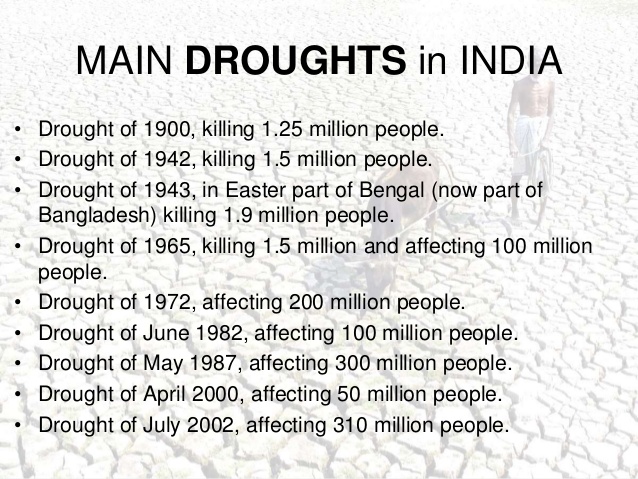 MAIN DROUGHTS in INDIA
• Drought of 1900, killing 1.25 million people.
• Drought of 1942, killing 1.5 million people.
• Drought of 1943, in Easter part of Bengal (now part of
Bangladesh) killing 1.9 million people.
• Drought of 1965, killing 1.5 million and affecting 100 million
people.
• Drought of 1972, affecting 200 million people.
• Drought of June 1982, affecting 100 million people.
• Drought of May 1987, affecting 300 million people.
• Drought of April 2000, affecting 50 million people.
• Drought of July 2002, affecting 310 million people.